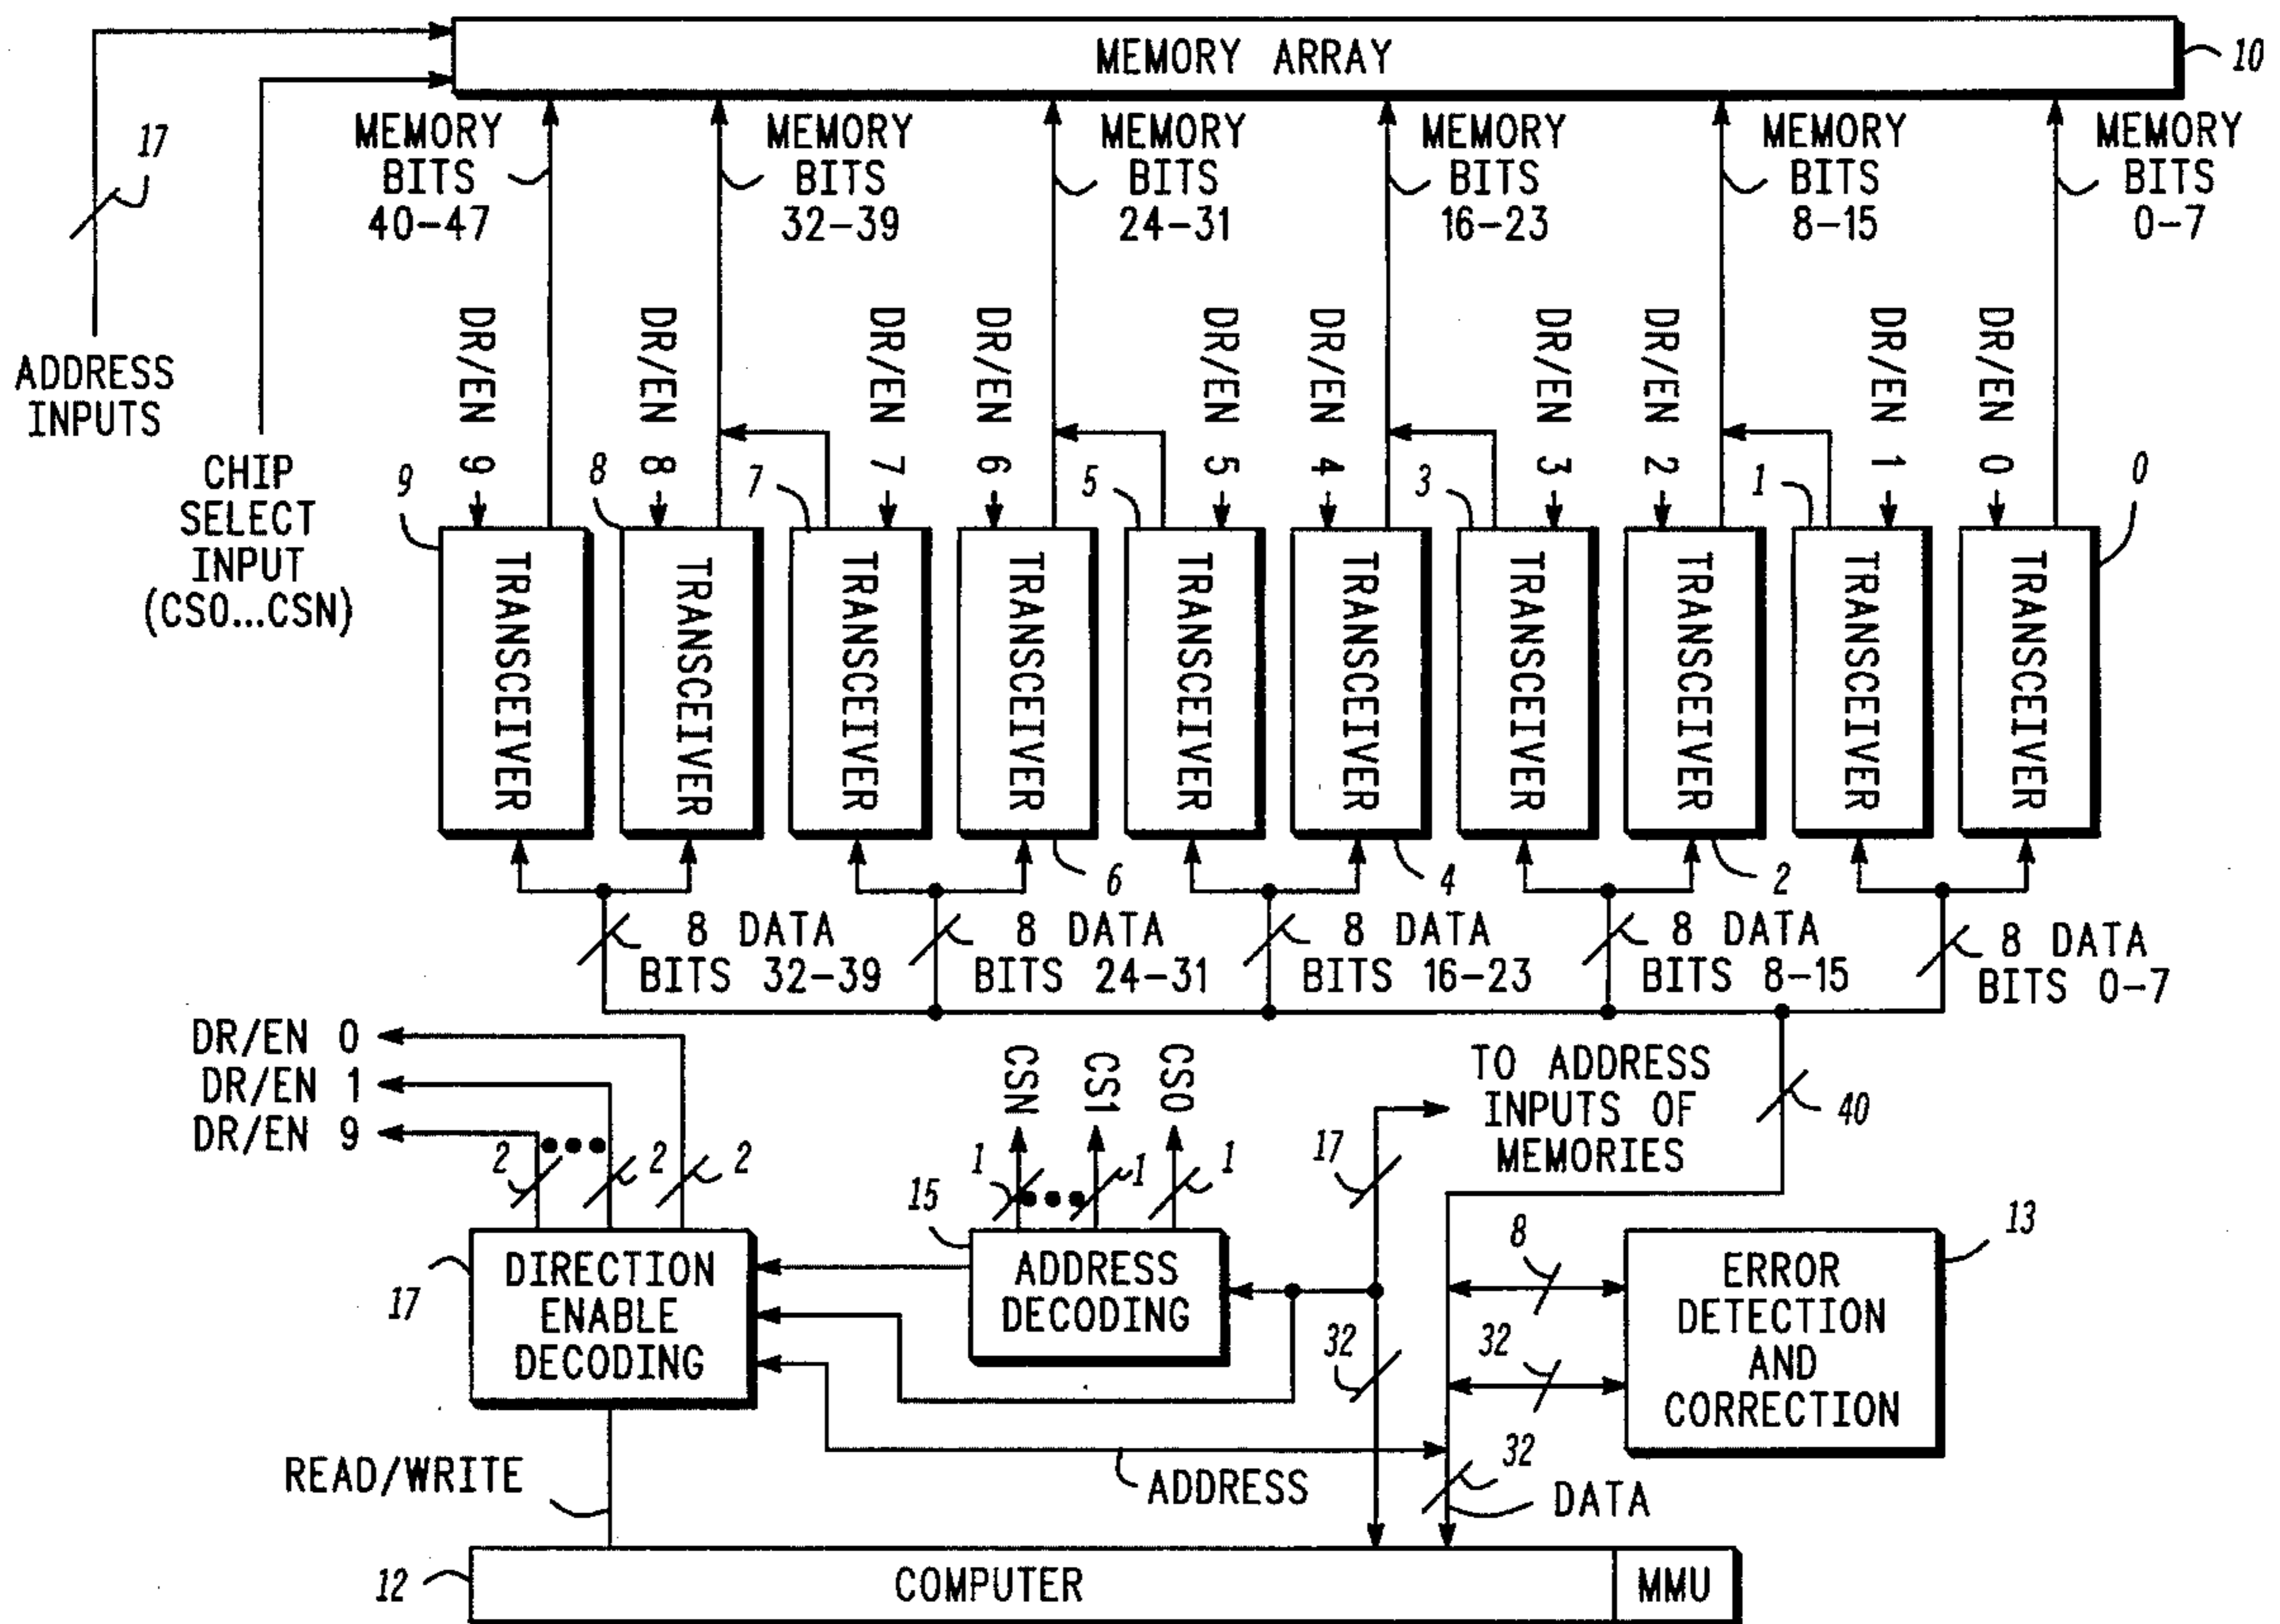 MEMORY ARRAY
10
17
MEMORY
BITS
40-47
MEMORY
BITS
32-39
MEMORY
BITS
24-31
MEMORY
BITS
16-23
MEMORY
BITS
8-15
MEMORY
BITS
0-7
ADDRESS
INPUTS
CHIP
SELECT
INPUT
(CS0...CSN)
DR/EN 9
DR/EN 8
DR/EN 7
DR/EN 6
DR/EN 5
DR/EN 4
DR/EN 3
DR/EN 2
DR/EN 1
DR/EN 0
9
8
7
5
3
1
0
TRANSCEIVER
TRANSCEIVER
TRANSCEIVER
TRANSCEIVER
TRANSCEIVER
TRANSCEIVER
TRANSCEIVER
TRANSCEIVER
TRANSCEIVER
TRANSCEIVER
6
4
2
8 DATA
BITS 32-39
8 DATA
BITS 24-31
8 DATA
BITS 16-23
8 DATA
BITS 8-15
8 DATA
BITS 0-7
DR/EN 0
DR/EN 1
DR/EN 9
2
2
2
CSN
CS1
CS0
1
1
1
17
TO ADDRESS
INPUTS OF
MEMORIES
40
17
DIRECTION
ENABLE
DECODING
15
ADDRESS
DECODING
32
8
32
13
ERROR
DETECTION
AND
CORRECTION
READ/WRITE
ADDRESS
32
DATA
12
COMPUTER
MMU